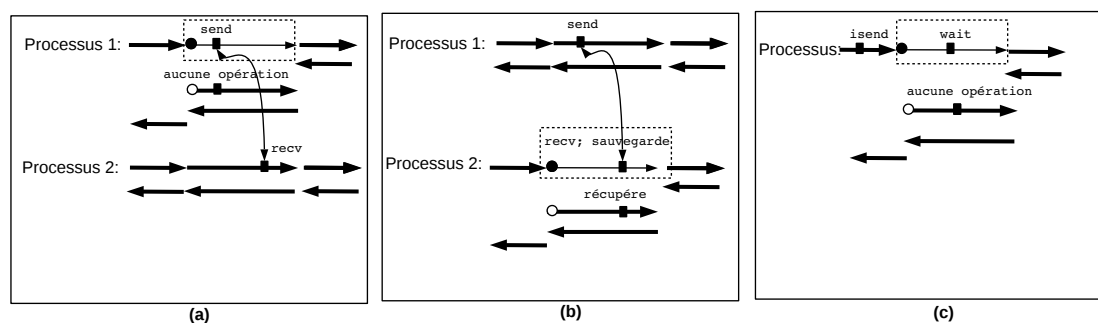 send
Processus 1:
aucune opération
recv
Processus 2:
(a)
send
Processus 1:
recv; sauvegarde
Processus 2:
récupére
(b)
isend wait
Processus:
aucune opération
(c)